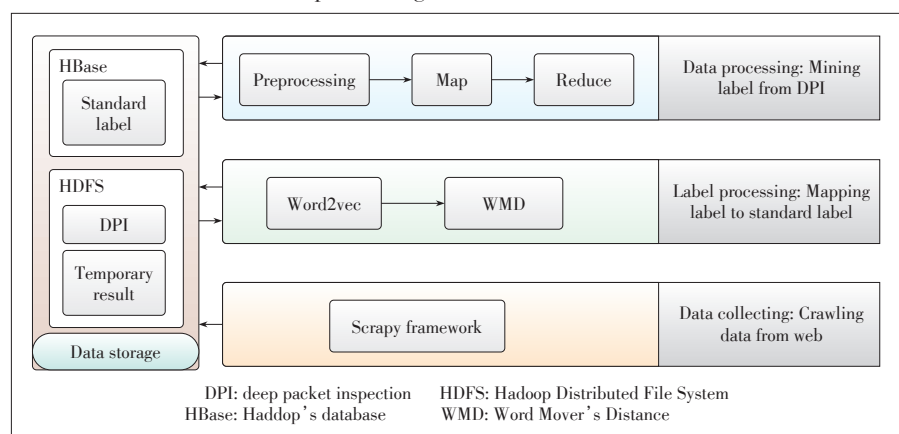 HBase
Standard
label
HDFS
DPI
Temporary
result
Data storage
Preprocessing
Map
Reduce
Data processing: Mining
label from DPI
Word2vec
WMD
Label processing: Mapping
label to standard label
Scrapy framework
Data collecting: Crawling
data from web
DPI: deep packet inspection HDFS: Hadoop Distributed File System
HBase: Haddop’s database WMD: Word Mover’s Distance